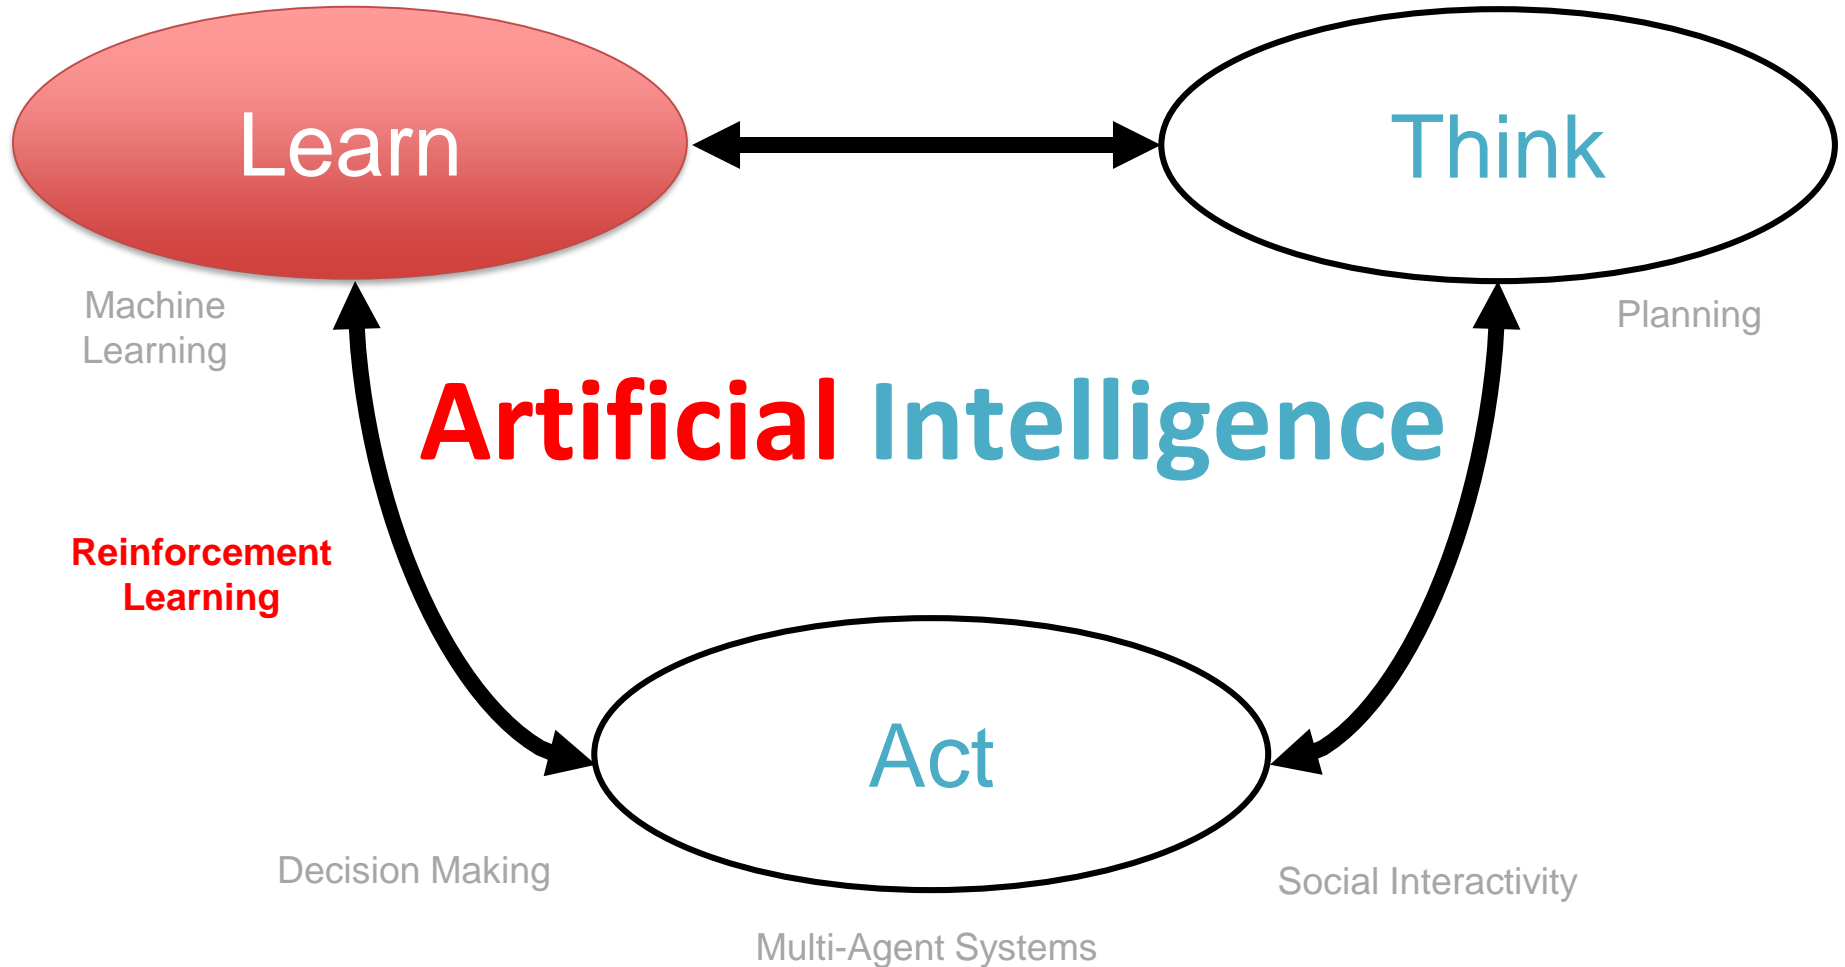 Learn
Think
Machine
Learning
Planning
Artificial Intelligence
Reinforcement
Learning
Act
Decision Making
Social Interactivity
Multi-Agent Systems